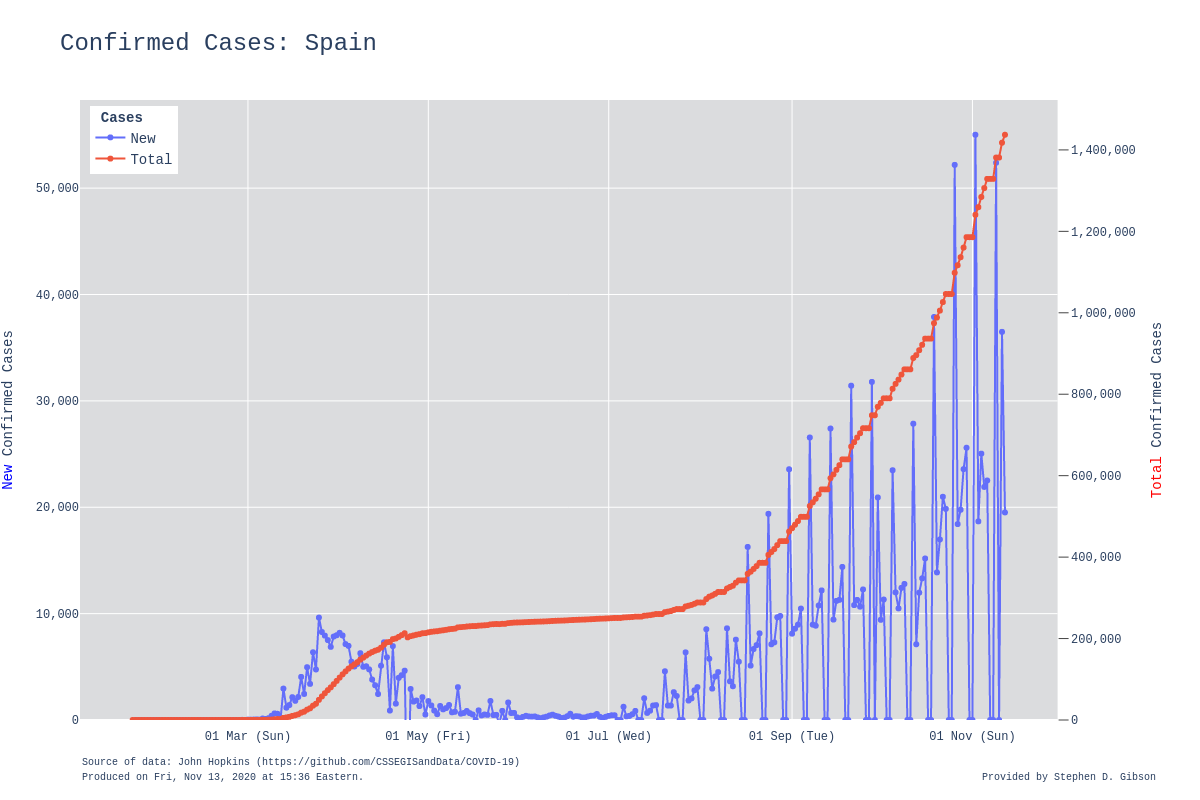 Confirmed Cases: Spain
Cases
New
Total
50,000
40,000
30,000
20,000
10,000
0
New Confirmed Cases
1,400,000
1,200,000
1,000,000
800,000
600,000
400,000
200,000
0
Total Confirmed Cases
01 Mar (Sun)
01 May (Fri)
01 Jul (Wed)
01 Sep (Tue)
01 Nov (Sun)
Source of data: John Hopkins (https://github.com/CSSEGISandData/COVID-19)
Produced on Fri, Nov 13, 2020 at 15:36 Eastern.
Provided by Stephen D. Gibson